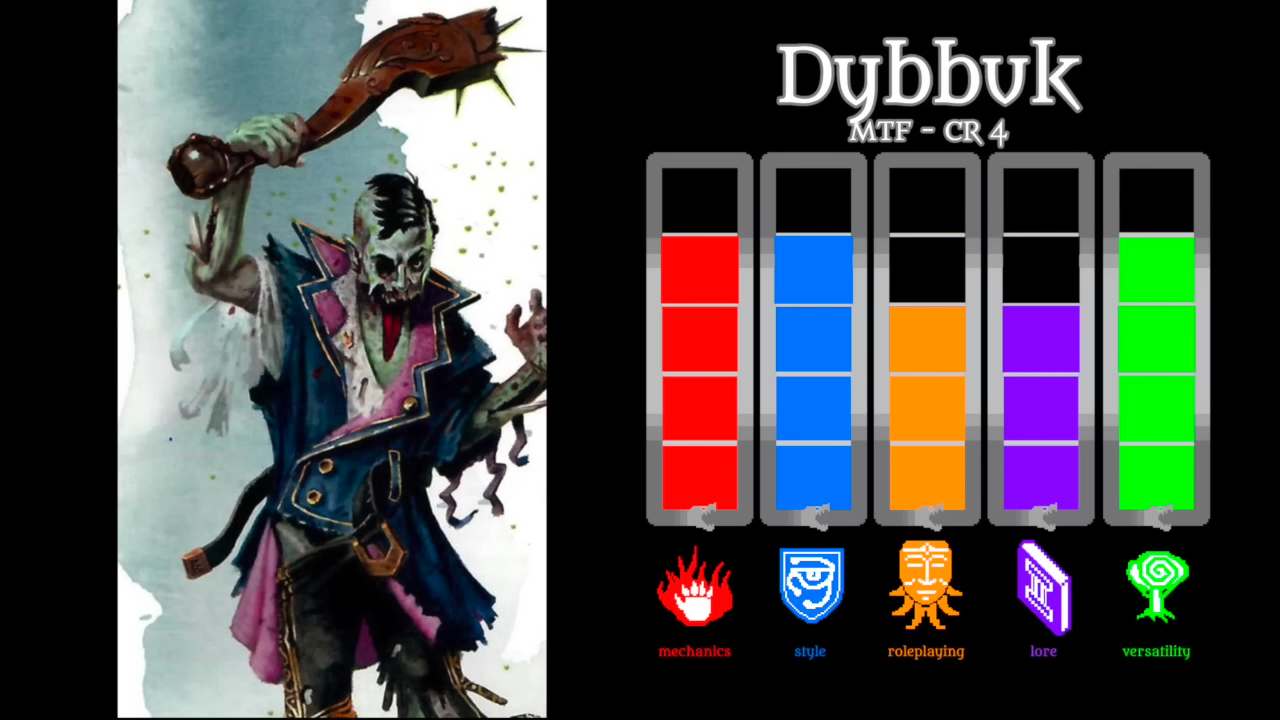 Dybbuk
MTF - CR 4
mechanics
style
roleplaying
lore
versatility